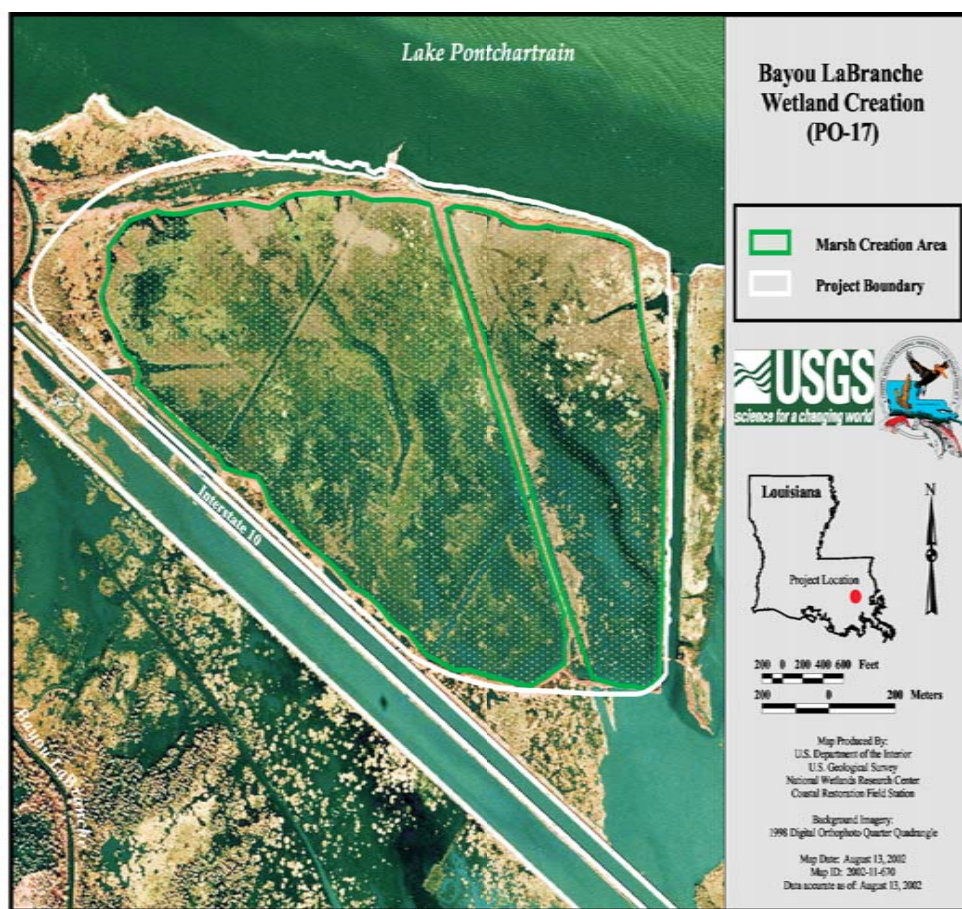 Lake Pontchartrain
Interstate 10
Bayou LaBranche
Bayou LaBranche
Wetland Creation
(PO-17)
Marsh Creation Area
Project Boundary
USGS
science for a changing world
Louisiana
N
Project Location
200 0 200 400 600 Feet
200 0 200 Meters
Map Produced By:
U.S. Department of the Interior
U.S. Geological Survey
National Wetlands Research Center
Coastal Restoration Field Station
Background Imagery:
1998 Digital Orthophoto Quarter Quadrangle
Map Date: August 13, 2002
Map ID: 2002-11-670
Data accurate as of: August 13, 2002